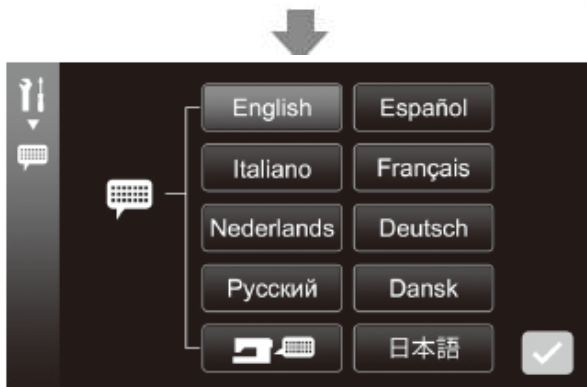 English Español
Italiano Français
Nederlands Deutsch
Русский Dansk
日本語